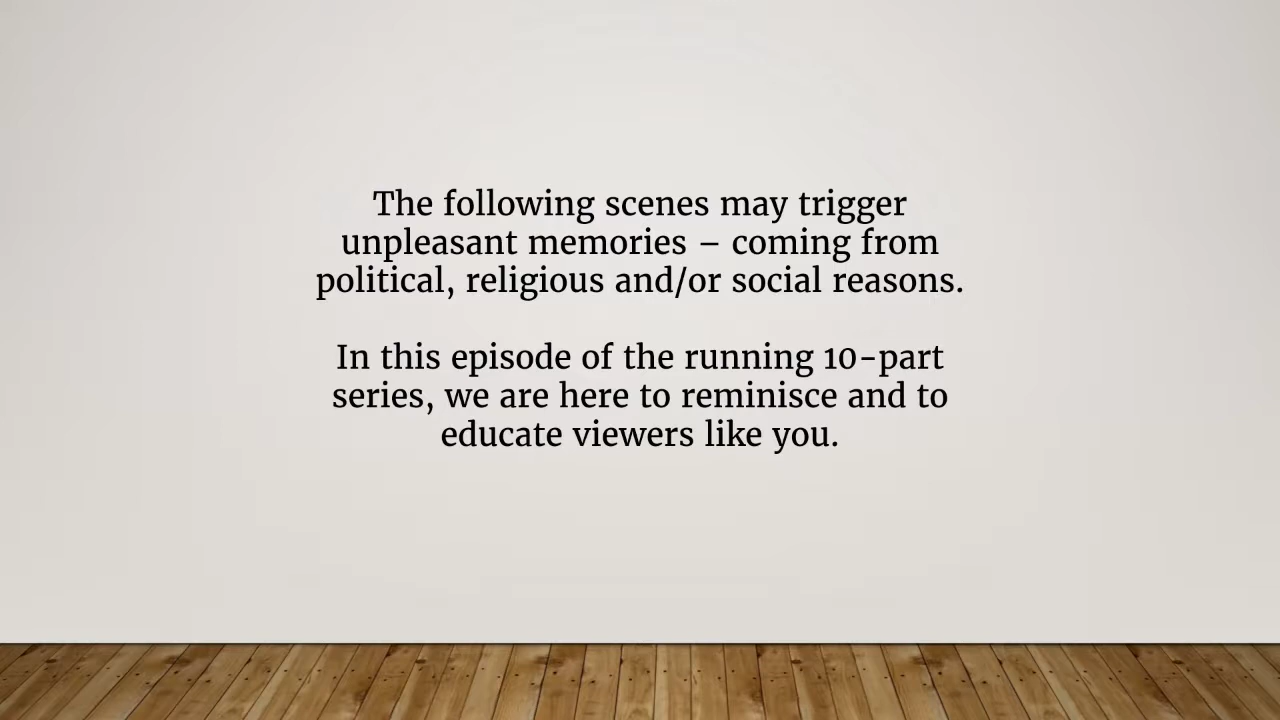 The following scenes may trigger
unpleasant memories – coming from
political, religious and/or social reasons.
In this episode of the running 10-part
series, we are here to reminisce and to
educate viewers like you.